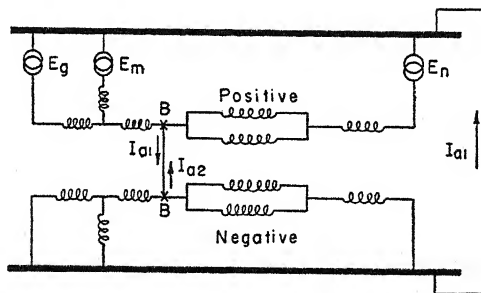 Eg
Em
En
Positive
B
Ia1
Ia2
Ia1
B
Negative